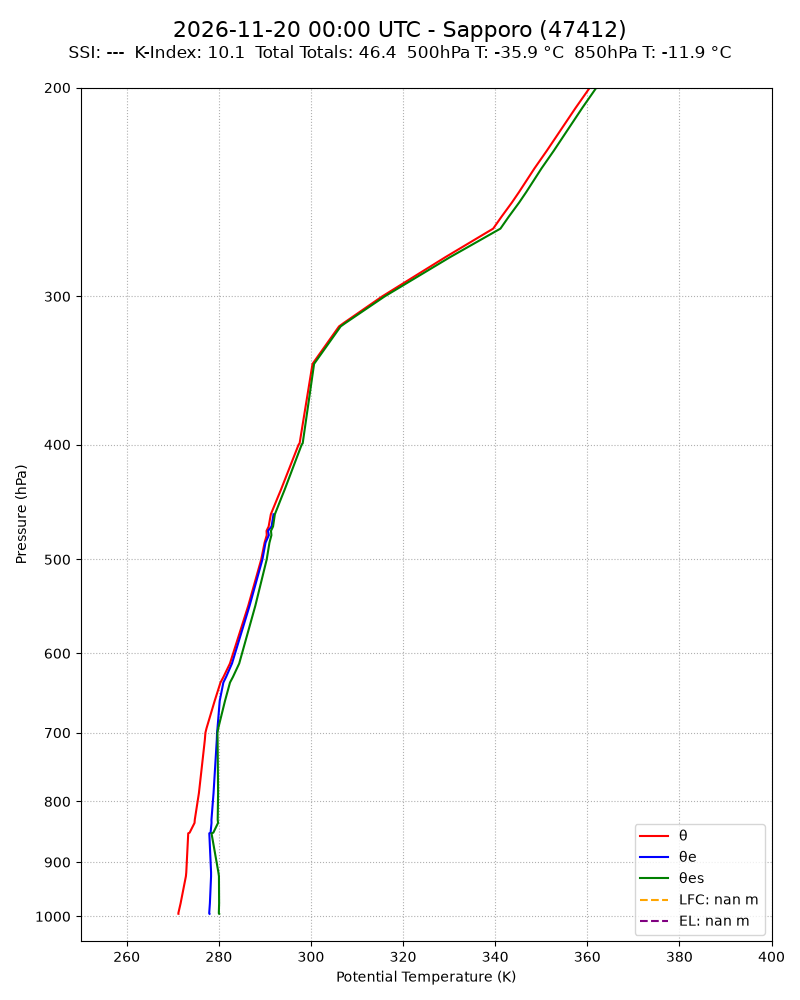 2026-11-20 00:00 UTC - Sapporo (47412)
SSI: ---  K-Index: 10.1  Total Totals: 46.4  500hPa T: -35.9 °C  850hPa T: -11.9 °C
200
300
400
500
600
700
800
900
1000
Pressure (hPa)
θ
θe
θes
LFC: nan m
EL: nan m
260 280 300 320 340 360 380 400
Potential Temperature (K)